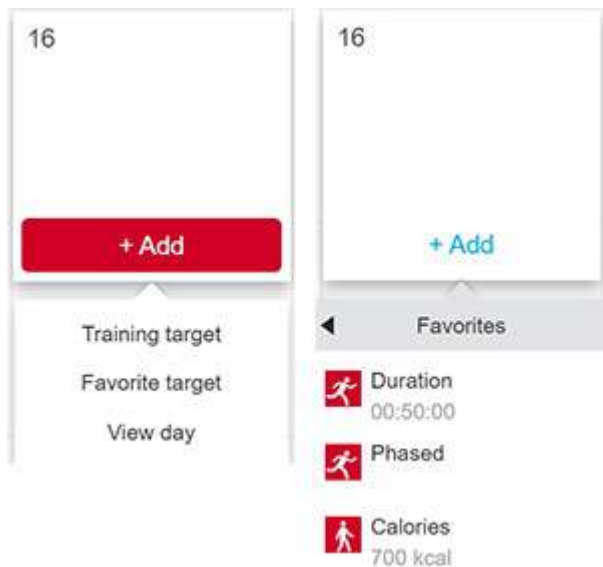 16
+ Add
Training target
Favorite target
View day
16
+ Add
Favorites
Duration
00:50:00
Phased
Calories
700 kcal